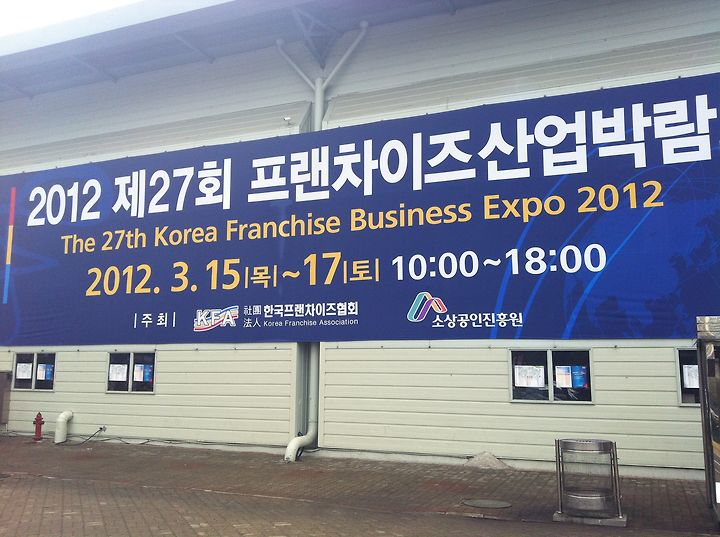 2012 제27회 프랜차이즈산업박람
The 27th Korea Franchise Business Expo 2012
2012. 3. 15|목|~17|토| 10:00~18:00
|주최| KFA 社團法人 한국프랜차이즈협회 Korea Franchise Association 소상공인진흥원